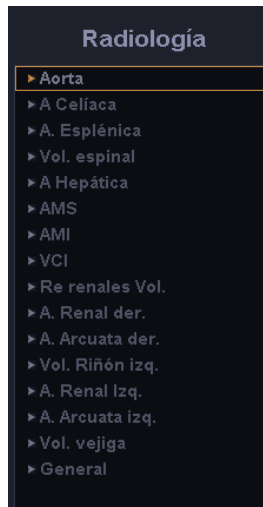 Radiología
Aorta
A Celíaca
A. Esplénica
Vol. espinal
A Hepática
AMS
AMI
VCI
Re renales Vol.
A. Renal der.
A. Arcuata der.
Vol. Riñón izq.
A. Renal Izq.
A. Arcuata izq.
Vol. vejiga
General